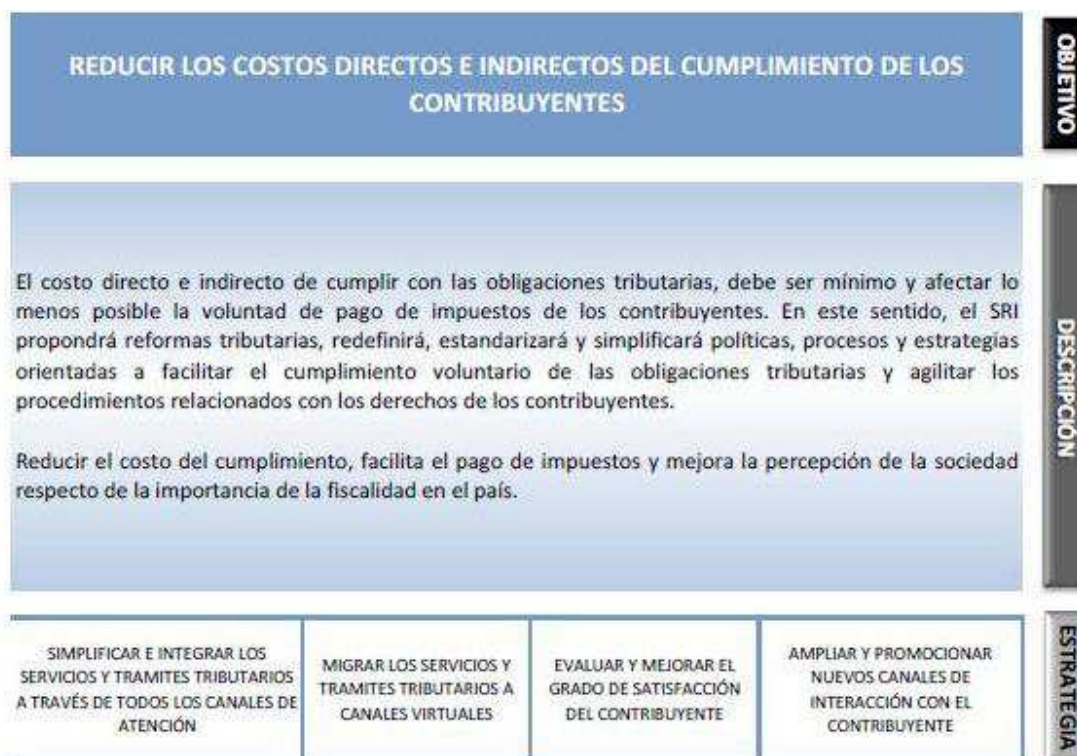 REDUCIR LOS COSTOS DIRECTOS E INDIRECTOS DEL CUMPLIMIENTO DE LOS
CONTRIBUYENTES
OBJETIVO
El costo directo e indirecto de cumplir con las obligaciones tributarias, debe ser mínimo y afectar lo
menos posible la voluntad de pago de impuestos de los contribuyentes. En este sentido, el SRI
propondrá reformas tributarias, redefinirá, estandarizará y simplificará políticas, procesos y estrategias
orientadas a facilitar el cumplimiento voluntario de las obligaciones tributarias y agilitar los
procedimientos relacionados con los derechos de los contribuyentes.
Reducir el costo del cumplimiento, facilita el pago de impuestos y mejora la percepción de la sociedad
respecto de la importancia de la fiscalidad en el país.
DESCRIPCIÓN
SIMPLIFICAR E INTEGRAR LOS
SERVICIOS Y TRAMITES TRIBUTARIOS
A TRAVÉS DE TODOS LOS CANALES DE
ATENCIÓN
MIGRAR LOS SERVICIOS Y
TRAMITES TRIBUTARIOS A
CANALES VIRTUALES
EVALUAR Y MEJORAR EL
GRADO DE SATISFACCIÓN
DEL CONTRIBUYENTE
AMPLIAR Y PROMOCIONAR
NUEVOS CANALES DE
INTERACCIÓN CON EL
CONTRIBUYENTE
ESTRATEGIA